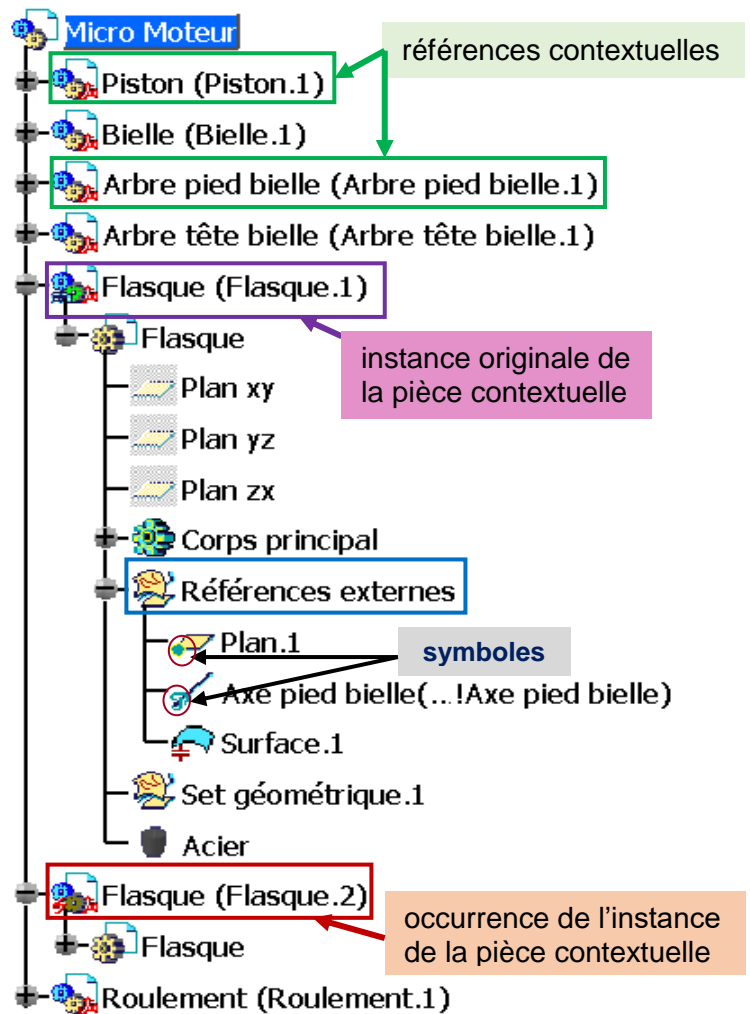 Micro Moteur
références contextuelles
Piston (Piston.1)
Bielle (Bielle.1)
Arbre pied bielle (Arbre pied bielle.1)
Arbre tête bielle (Arbre tête bielle.1)
Flasque (Flasque.1)
Flasque
instance originale de
la pièce contextuelle
Plan xy
Plan yz
Plan zx
Corps principal
Références externes
Plan.1
symboles
Axe pied bielle(...!Axe pied bielle)
Surface.1
Set géométrique.1
Acier
Flasque (Flasque.2)
occurrence de l’instance
de la pièce contextuelle
Flasque
Roulement (Roulement.1)